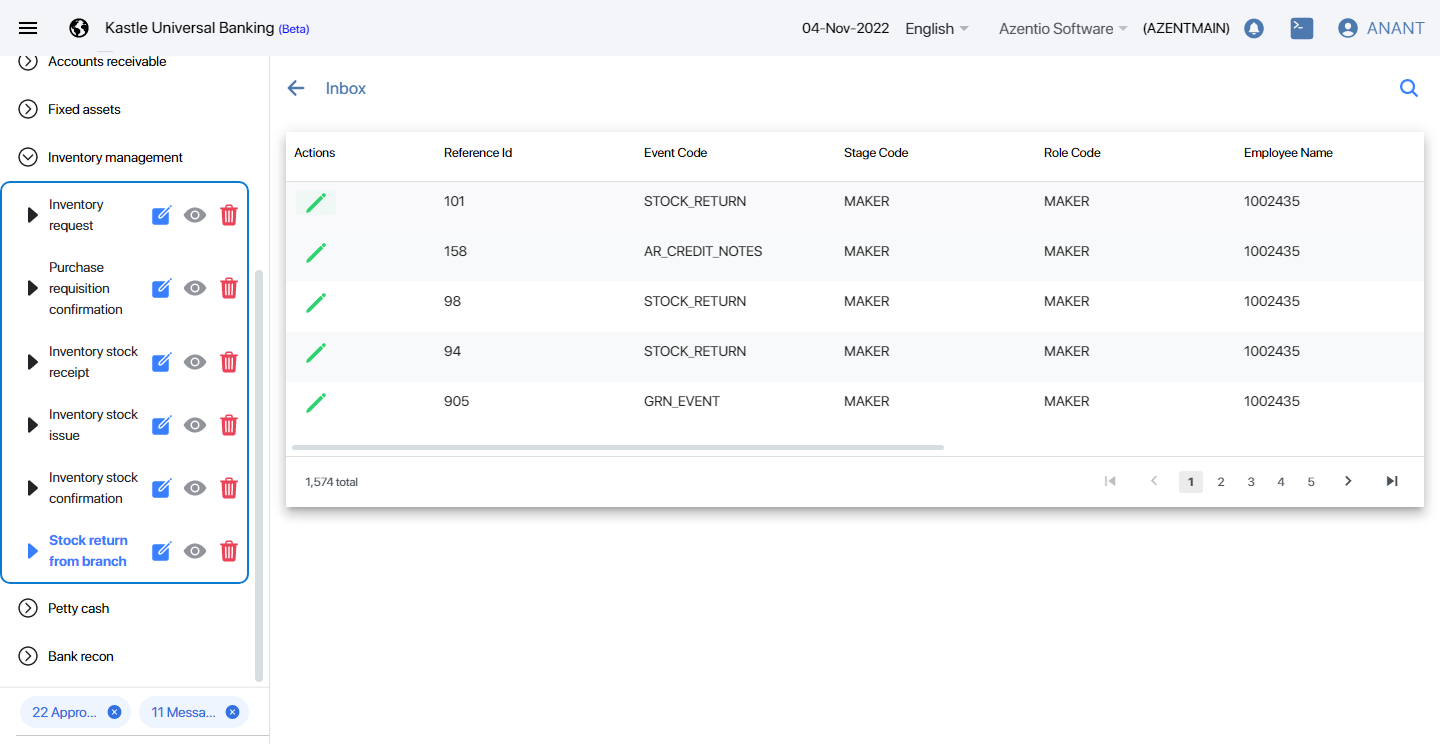 Kastle Universal Banking (Beta)
04-Nov-2022
English
Azentio Software
(AZENTMAIN)
ANANT
Accounts receivable
Fixed assets
Inventory management
Inventory
request
Purchase
requisition
confirmation
Inventory stock
receipt
Inventory stock
issue
Inventory stock
confirmation
Stock return
from branch
Petty cash
Bank recon
22 Appro...
11 Messa...
Inbox
Actions Reference Id Event Code Stage Code Role Code Employee Name
101 STOCK_RETURN MAKER MAKER 1002435
158 AR_CREDIT_NOTES MAKER MAKER 1002435
98 STOCK_RETURN MAKER MAKER 1002435
94 STOCK_RETURN MAKER MAKER 1002435
905 GRN_EVENT MAKER MAKER 1002435
1,574 total
1 2 3 4 5